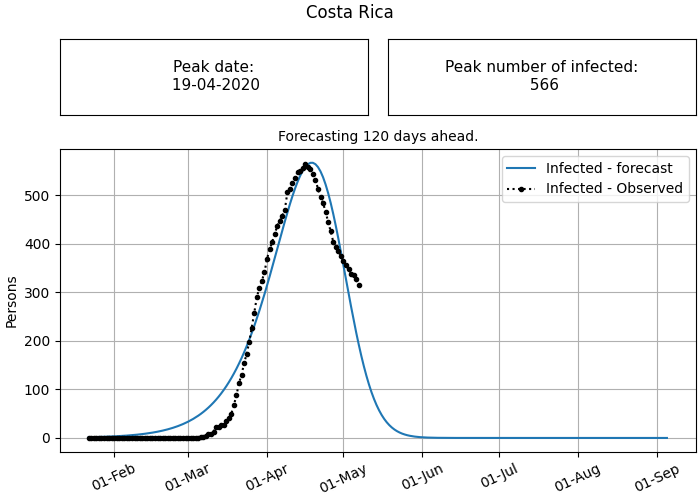 Costa Rica
Peak date:
19-04-2020
Peak number of infected:
566
Forecasting 120 days ahead.
Infected - forecast
Infected - Observed
Persons
500
400
300
200
100
0
01-Feb
01-Mar
01-Apr
01-May
01-Jun
01-Jul
01-Aug
01-Sep